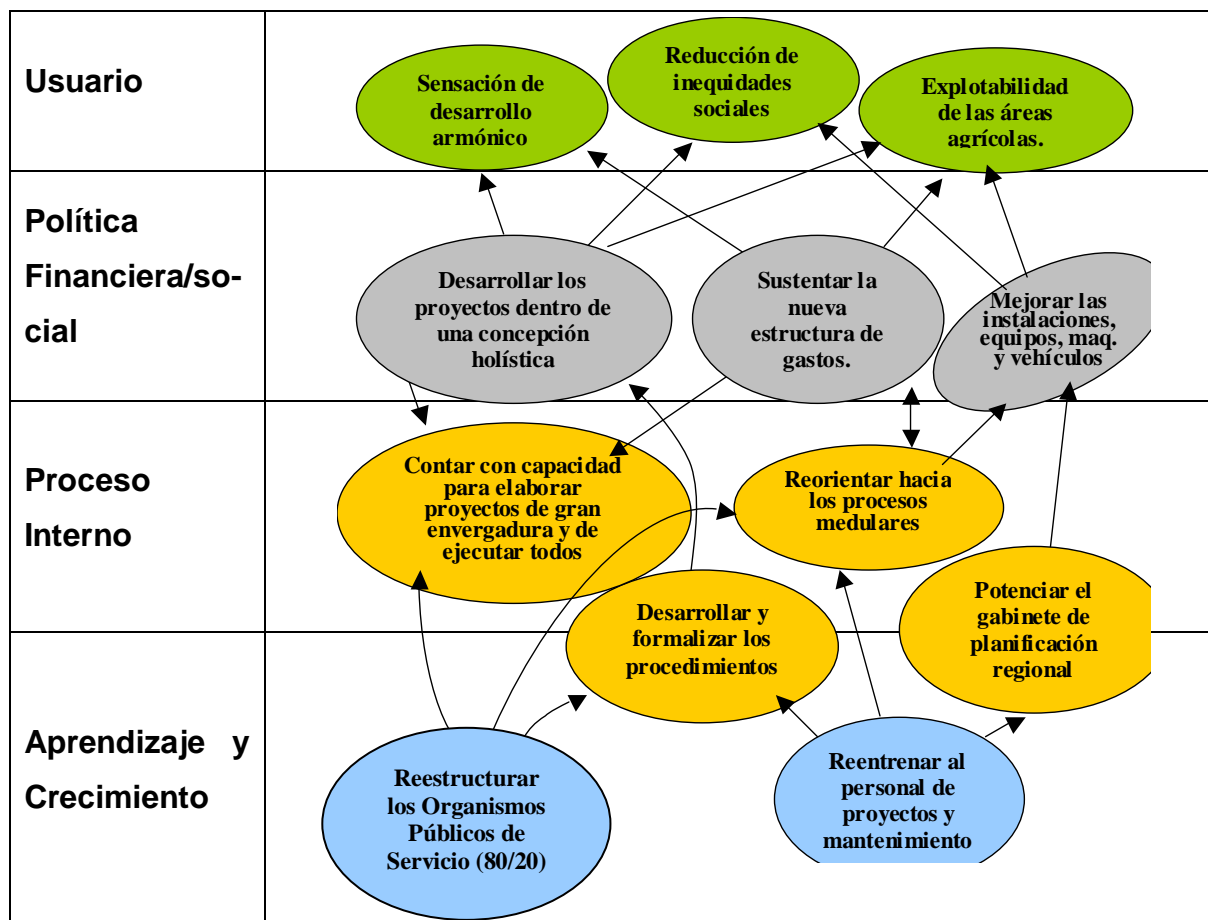 Usuario
Sensación de
desarrollo
armónico
Reducción de
inequidades
sociales
Explotabilidad
de las áreas
agrícolas.
Política
Financiera/so-
cial
Desarrollar los
proyectos dentro de
una concepción
holística
Sustentar la
nueva
estructura de
gastos.
Mejorar las
instalaciones,
equipos, maq.
y vehículos
Proceso
Interno
Contar con capacidad
para elaborar
proyectos de gran
envergadura y de
ejecutar todos
Reorientar hacia
los procesos
medulares
Desarrollar y
formalizar los
procedimientos
Potenciar el
gabinete de
planificación
regional
Aprendizaje y
Crecimiento
Reestructurar
los Organismos
Públicos de
Servicio (80/20)
Reentrenar al
personal de
proyectos y
mantenimiento